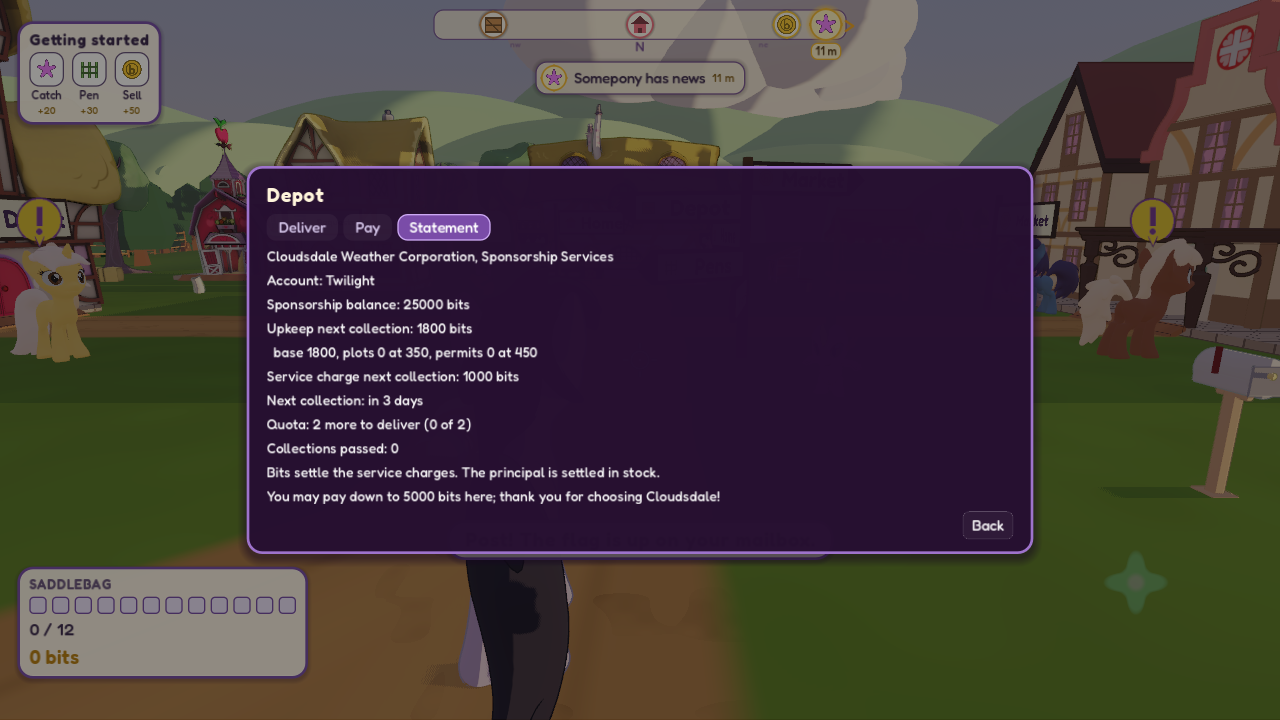 Getting started
Catch Pen Sell
+20 +30 +50
N
11 m
Somepony has news 11 m
Depot
Deliver Pay Statement
Cloudsdale Weather Corporation, Sponsorship Services
Account: Twilight
Sponsorship balance: 25000 bits
Upkeep next collection: 1800 bits
base 1800, plots 0 at 350, permits 0 at 450
Service charge next collection: 1000 bits
Next collection: in 3 days
Quota: 2 more to deliver (0 of 2)
Collections passed: 0
Bits settle the service charges. The principal is settled in stock.
You may pay down to 5000 bits here; thank you for choosing Cloudsdale!
Back
SADDLEBAG
0 / 12
0 bits